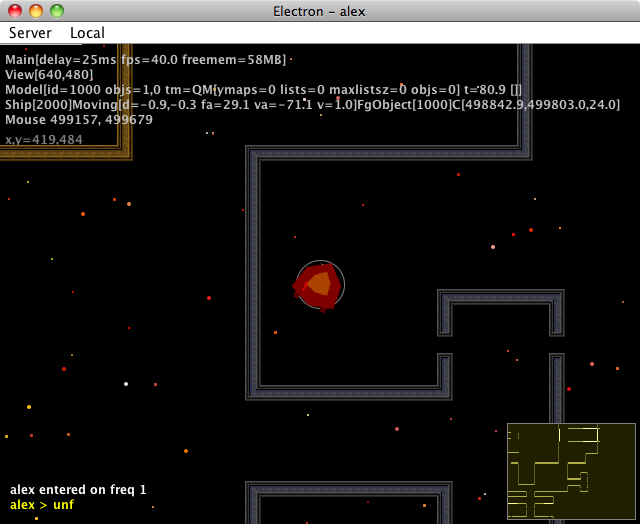 Electron – alex
Server Local
Main[delay=25ms fps=40.0 freemem=58MB]
View[640,480]
Model[id=1000 objs=1,0 tm=QM{ymaps=0 lists=0 maxlistsz=0 objs=0] t=80.9 []]
Ship[2000]Moving[d=-0.9,-0.3 fa=29.1 va=-71.1 v=1.0]FgObject[1000]C[498842.9,499803.0,24.0]
Mouse 499157, 499679
x,y=419,484
alex entered on freq 1
alex > unf